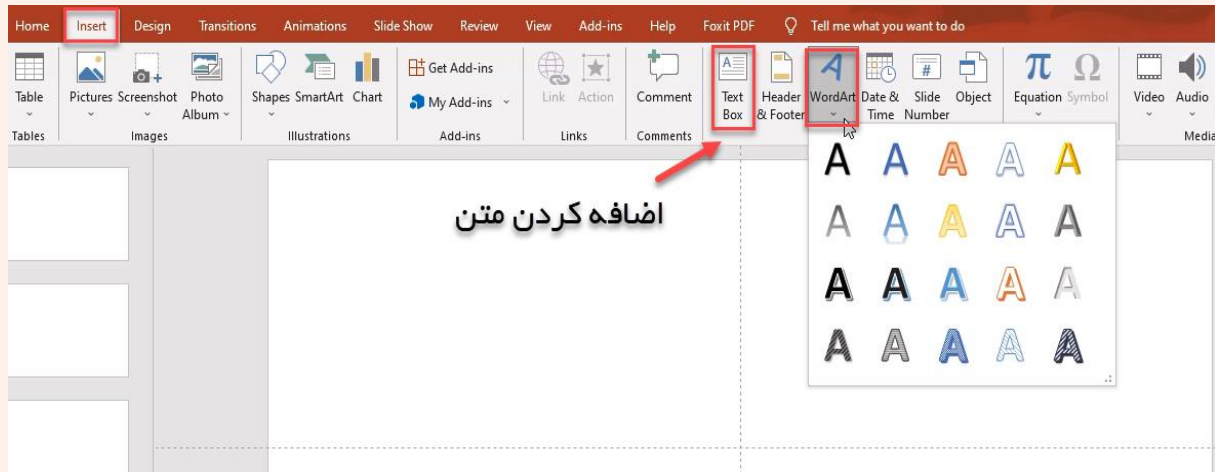 Home Insert Design Transitions Animations Slide Show Review View Add-ins Help Foxit PDF Tell me what you want to do
Table Pictures Screenshot Photo Album Shapes SmartArt Chart Get Add-ins My Add-ins Link Action Comment Text Box Header & Footer WordArt Date & Time Slide Number Object Equation Symbol Video Audio
Tables Images Illustrations Add-ins Links Comments Media
A A A A A
A A A A A
A A A A A
A A A A A
اضافه کردن متن